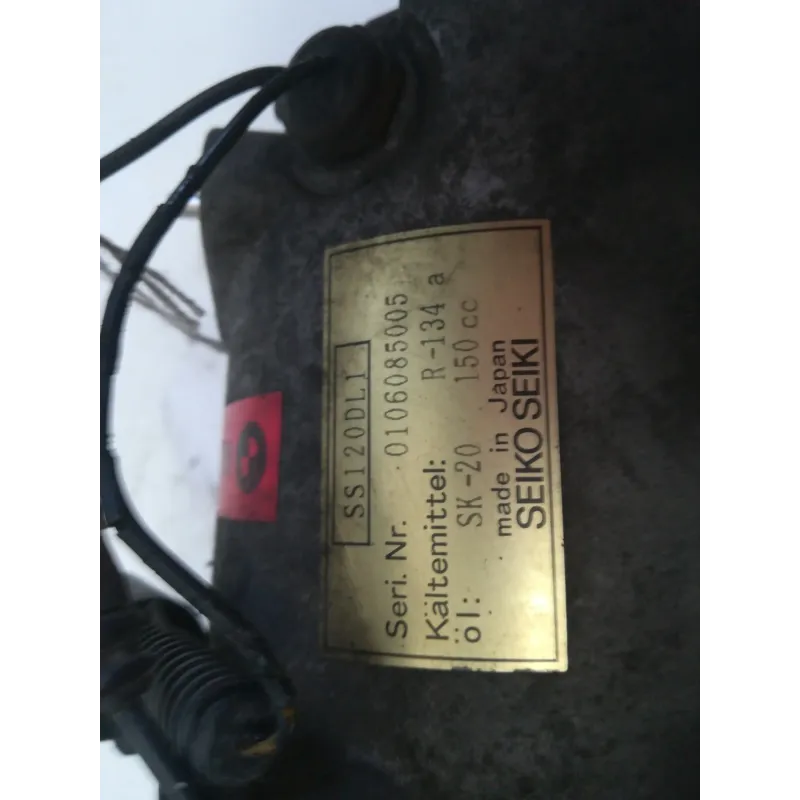 SS120DL1
Seri. Nr. 0106085005
Kältemittel: R-134 a
öl: SK-20 150 cc
made in Japan
SEIKO SEIKI